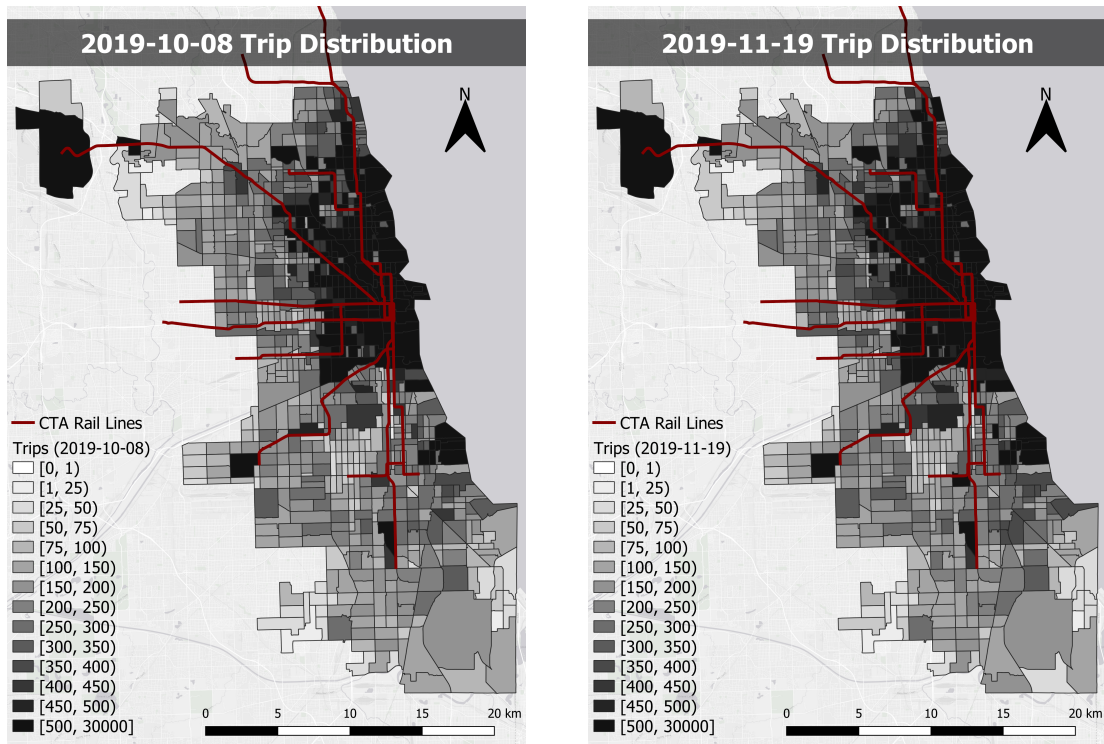 2019-10-08 Trip Distribution
N
CTA Rail Lines
Trips (2019-10-08)
[0, 1)
[1, 25)
[25, 50)
[50, 75)
[75, 100)
[100, 150)
[150, 200)
[200, 250)
[250, 300)
[300, 350)
[350, 400)
[400, 450)
[450, 500)
[500, 30000]
0 5 10 15 20 km
2019-11-19 Trip Distribution
N
CTA Rail Lines
Trips (2019-11-19)
[0, 1)
[1, 25)
[25, 50)
[50, 75)
[75, 100)
[100, 150)
[150, 200)
[200, 250)
[250, 300)
[300, 350)
[350, 400)
[400, 450)
[450, 500)
[500, 30000]
0 5 10 15 20 km